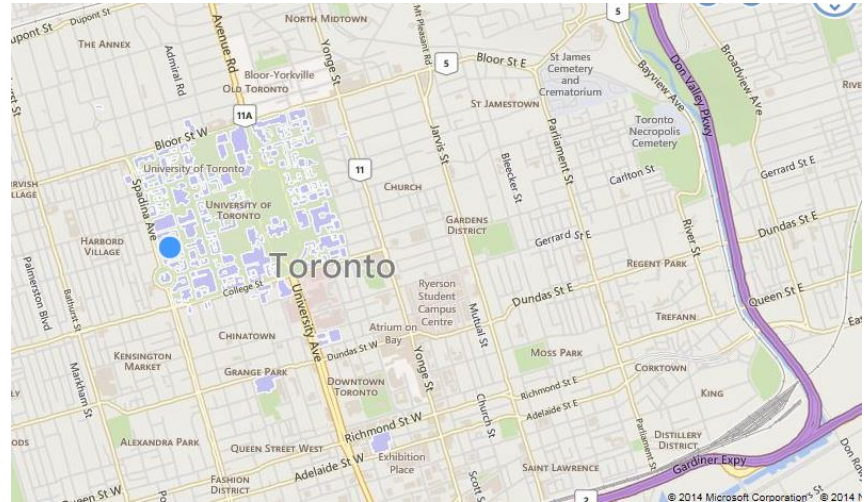 Dupont St
Dupont St
THE ANNEX
Admiral Rd
Avenue Rd
NORTH MIDTOWN
Yonge St
Mt Pleasant Rd
5
Bloor-Yorkville
OLD TORONTO
11A
Bloor St W
5
Bloor St E
ST JAMESTOWN
St James
Cemetery
and
Crematorium
5
Bayview Ave
Don Valley Pkwy
Broadview Ave
Toronto
Necropolis
Cemetery
University of Toronto
UNIVERSITY OF
TORONTO
Spadina Ave
HARBORD
VILLAGE
VILLAGE
Palmerston Blvd
Bathurst St
11
CHURCH
Jarvis St
Bleecker St
Parliament St
Carlton St
Gerrard St E
River St
GARDENS
DISTRICT
Gerrard St E
Dundas St E
REGENT PARK
Toronto
College St
University Ave
Ryerson
Student
Campus
Centre
Dundas St E
Queen St E
TREFANN
CHINATOWN
Atrium on
Bay
Mutual St
Dundas St W
KENSINGTON
MARKET
GRANGE PARK
Yonge St
MOSS PARK
CORKTOWN
Markham St
DOWNTOWN
TORONTO
Richmond St E
Adelaide St E
KING
Church St
Richmond St W
ALEXANDRA PARK
QUEEN STREET WEST
Adelaide St W
Exhibition
Place
FASHION
DISTRICT
Scott S
SAINT LAWRENCE
Parliament St
DISTILLERY
DISTRICT
Gardiner Expy
2
Don R
© 2014 Microsoft Corporation
© 2014 N